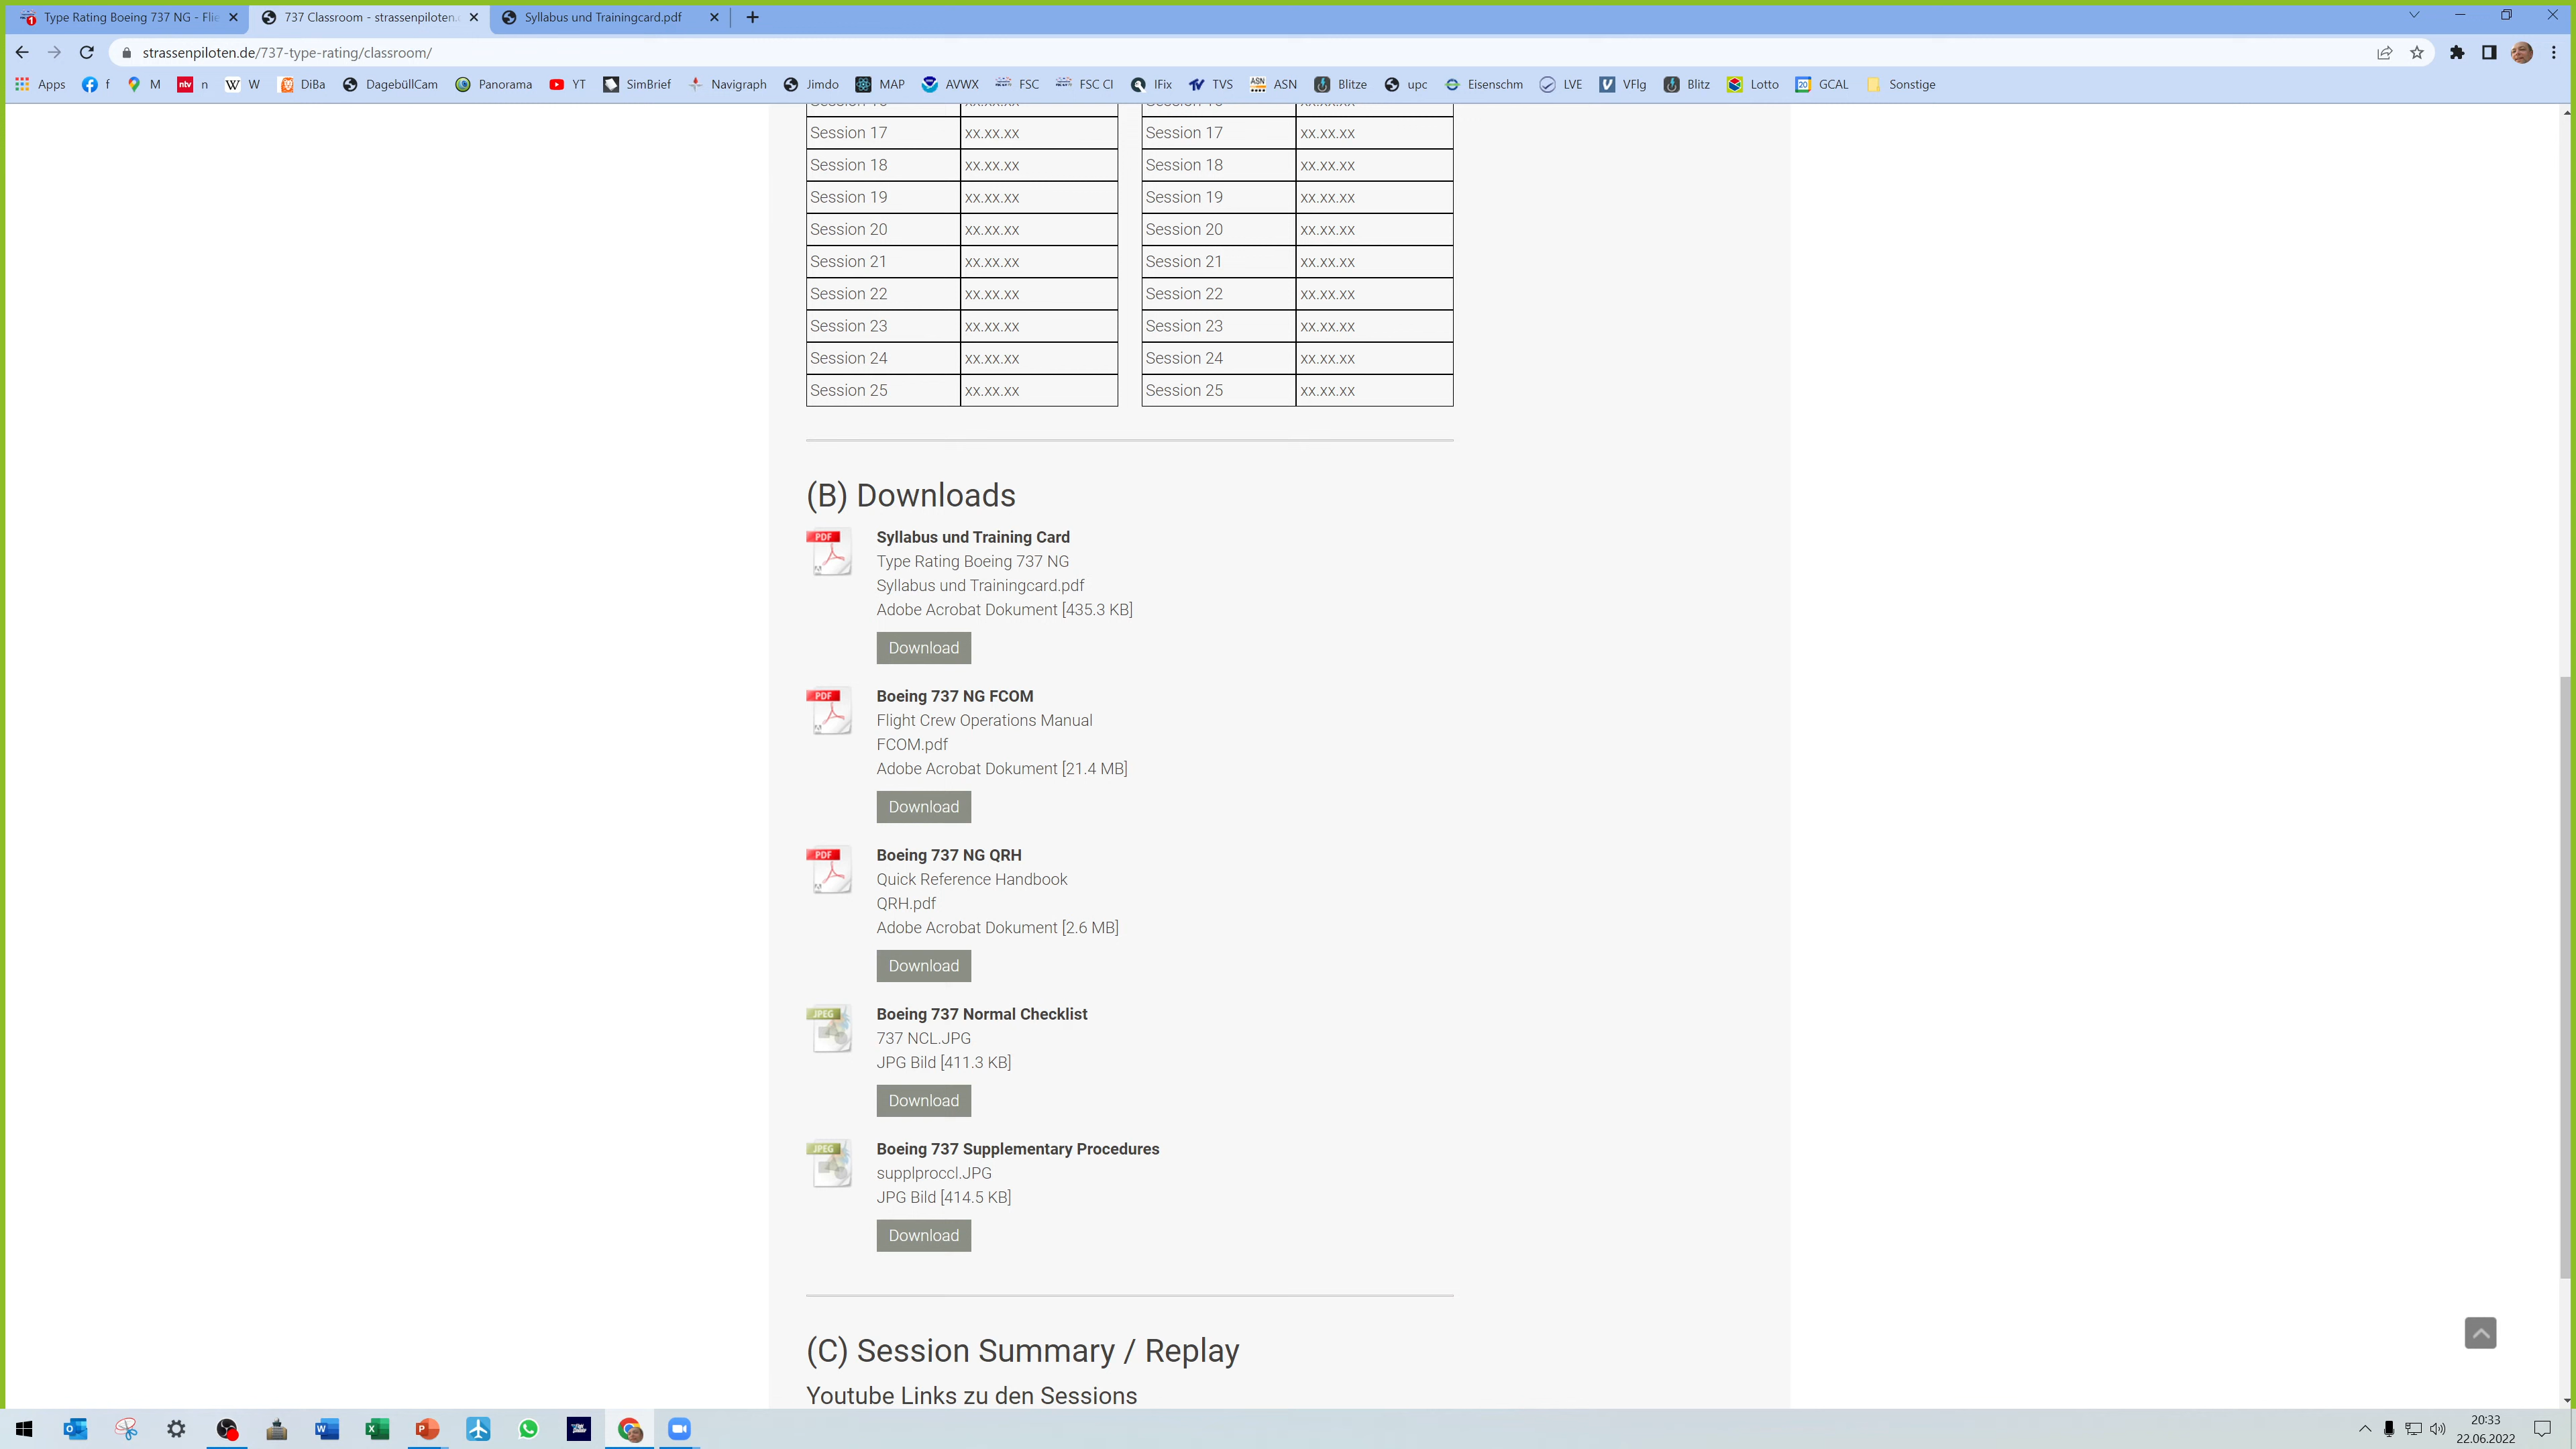 Type Rating Boeing 737 NG - Flie
737 Classroom - strassenpiloten.
Syllabus und Trainingcard.pdf
strassenpiloten.de/737-type-rating/classroom/
Apps f M ntv n W W DiBa DagebüllCam Panorama YT SimBrief Navigraph Jimdo MAP AVWX FSC FSC CI IFix TVS ASN ASN Blitze upc Eisenschm LVE VFlg Blitz Lotto 20 GCAL Sonstige
Session 17 xx.xx.xx Session 17 xx.xx.xx
Session 18 xx.xx.xx Session 18 xx.xx.xx
Session 19 xx.xx.xx Session 19 xx.xx.xx
Session 20 xx.xx.xx Session 20 xx.xx.xx
Session 21 xx.xx.xx Session 21 xx.xx.xx
Session 22 xx.xx.xx Session 22 xx.xx.xx
Session 23 xx.xx.xx Session 23 xx.xx.xx
Session 24 xx.xx.xx Session 24 xx.xx.xx
Session 25 xx.xx.xx Session 25 xx.xx.xx
(B) Downloads
PDF
Syllabus und Training Card
Type Rating Boeing 737 NG
Syllabus und Trainingcard.pdf
Adobe Acrobat Dokument [435.3 KB]
Download
PDF
Boeing 737 NG FCOM
Flight Crew Operations Manual
FCOM.pdf
Adobe Acrobat Dokument [21.4 MB]
Download
PDF
Boeing 737 NG QRH
Quick Reference Handbook
QRH.pdf
Adobe Acrobat Dokument [2.6 MB]
Download
JPEG
Boeing 737 Normal Checklist
737 NCL.JPG
JPG Bild [411.3 KB]
Download
JPEG
Boeing 737 Supplementary Procedures
supplproccl.JPG
JPG Bild [414.5 KB]
Download
(C) Session Summary / Replay
Youtube Links zu den Sessions
20:33
22.06.2022